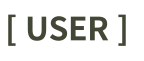 [ USER ]